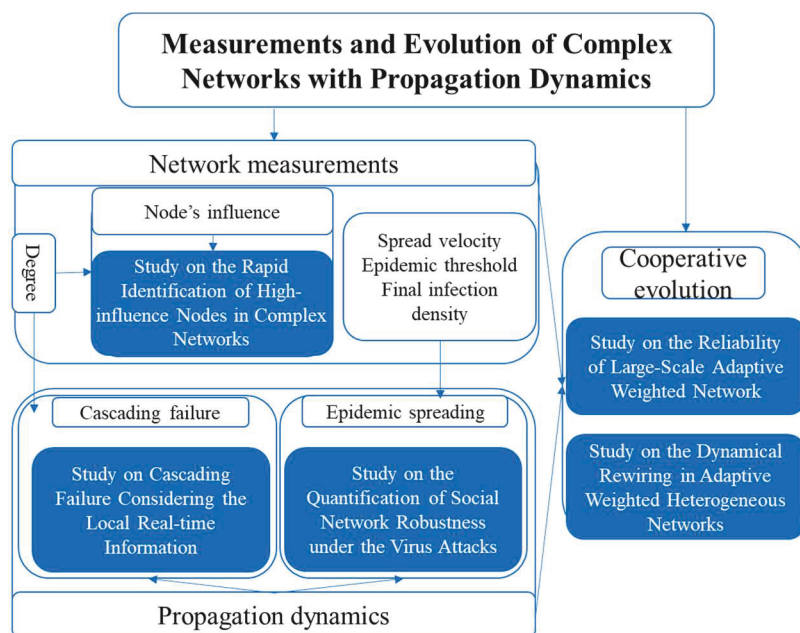 Measurements and Evolution of Complex
Networks with Propagation Dynamics
Network measurements
Node's influence
Degree
Study on the Rapid
Identification of High-
influence Nodes in Complex
Networks
Spread velocity
Epidemic threshold
Final infection
density
Cooperative
evolution
Study on the Reliability
of Large-Scale Adaptive
Weighted Network
Study on the Dynamical
Rewiring in Adaptive
Weighted Heterogeneous
Networks
Cascading failure
Study on Cascading
Failure Considering the
Local Real-time
Information
Epidemic spreading
Study on the
Quantification of Social
Network Robustness
under the Virus Attacks
Propagation dynamics